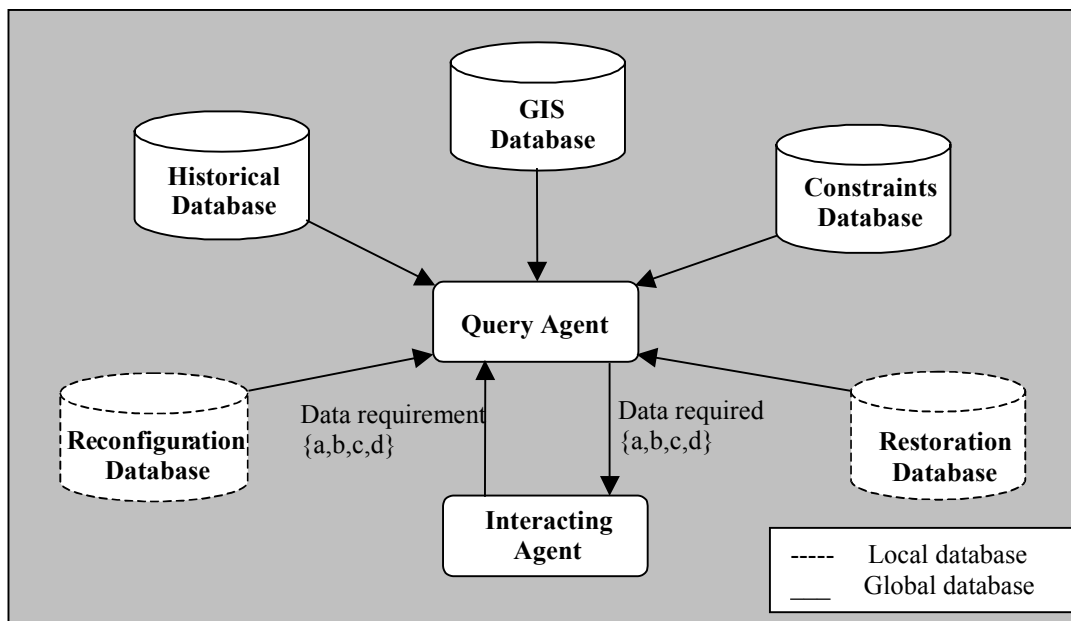 GIS
Database
Historical
Database
Constraints
Database
Query Agent
Data requirement
{a,b,c,d}
Data required
{a,b,c,d}
Reconfiguration
Database
Restoration
Database
Interacting
Agent
----- Local database
___ Global database